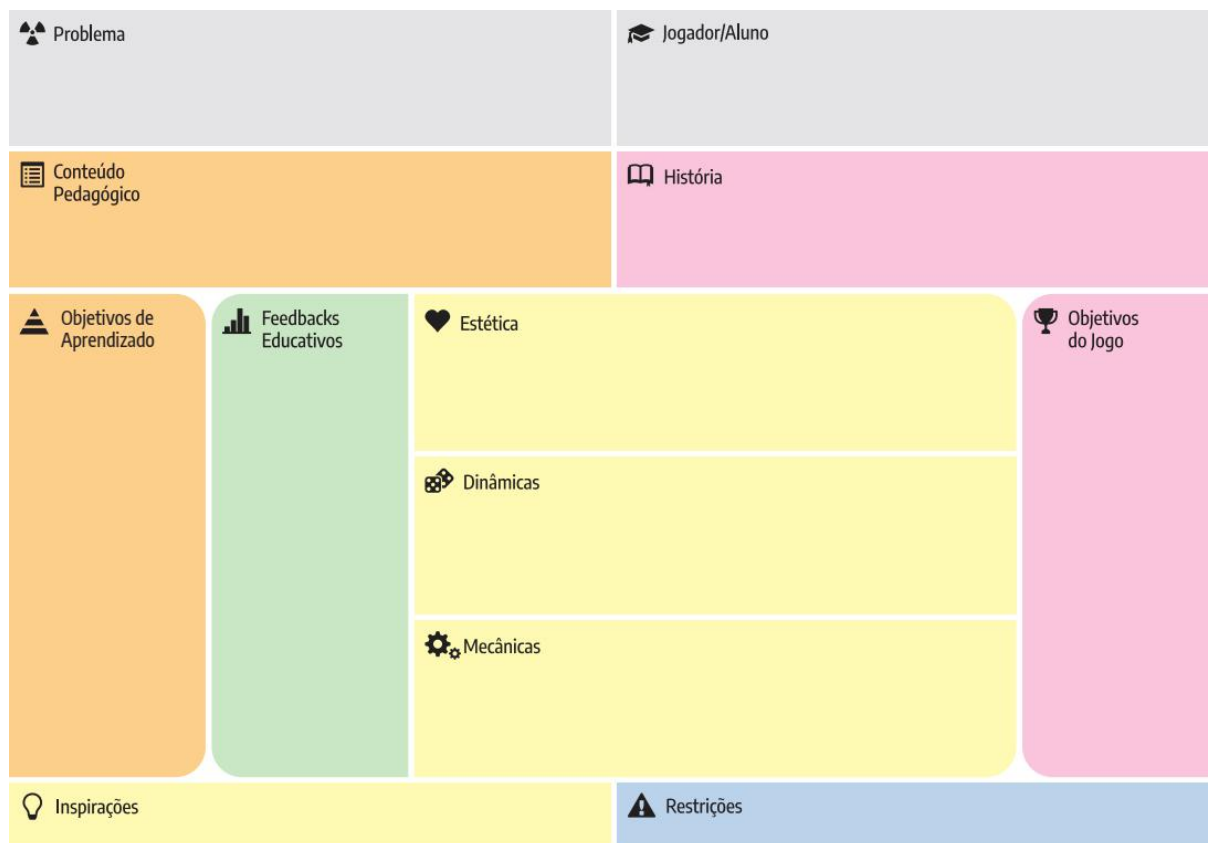 Problema
Jogador/Aluno
Conteúdo
Pedagógico
História
Objetivos de
Aprendizado
Feedbacks
Educativos
Estética
Dinâmicas
Mecânicas
Objetivos
do Jogo
Inspirações
Restrições